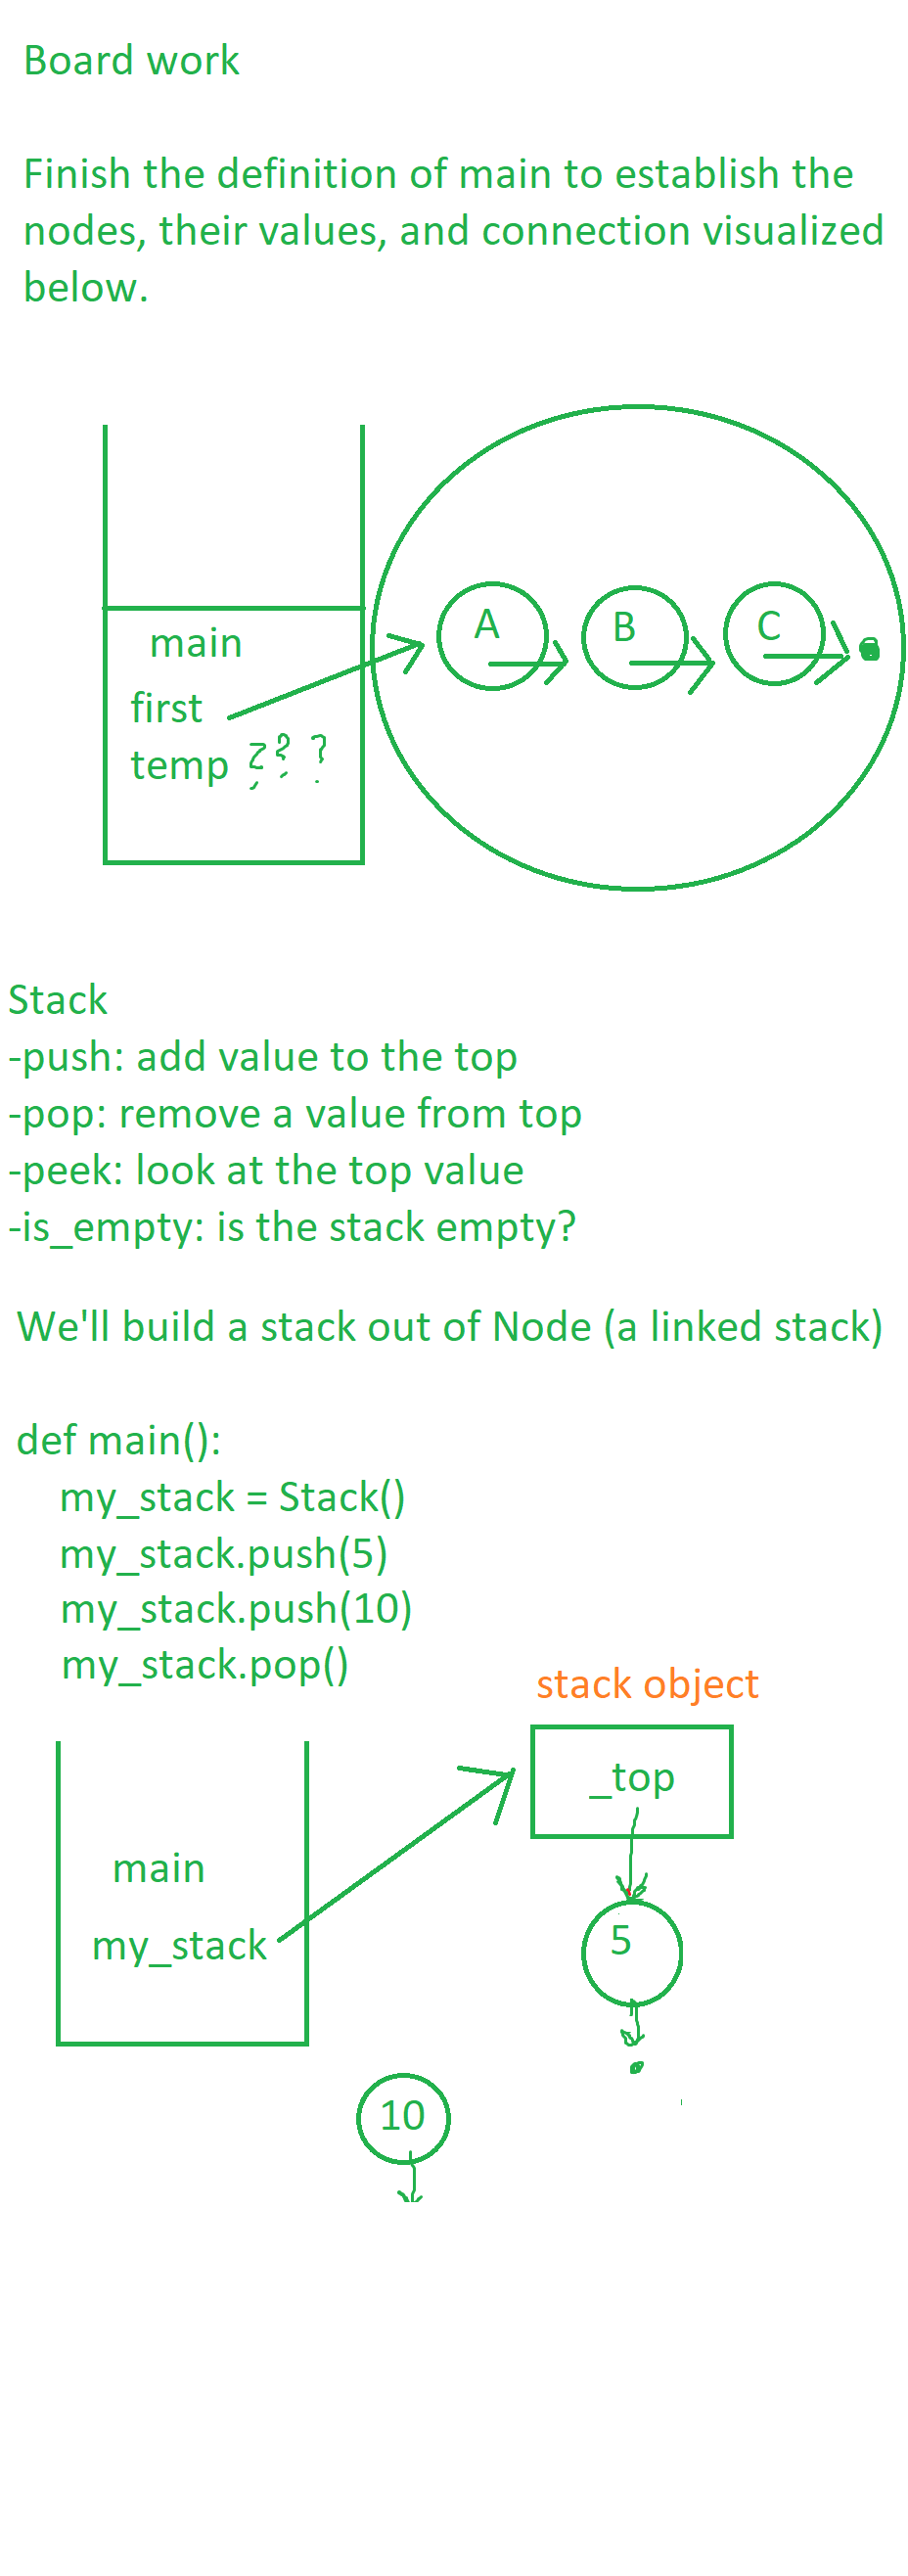 Board work
Finish the definition of main to establish the
nodes, their values, and connection visualized
below.
A B C
main
first
temp ? ? ?
Stack
-push: add value to the top
-pop: remove a value from top
-peek: look at the top value
-is_empty: is the stack empty?
We'll build a stack out of Node (a linked stack)
def main():
my_stack = Stack()
my_stack.push(5)
my_stack.push(10)
my_stack.pop()
stack object
_top
main
my_stack
5
10